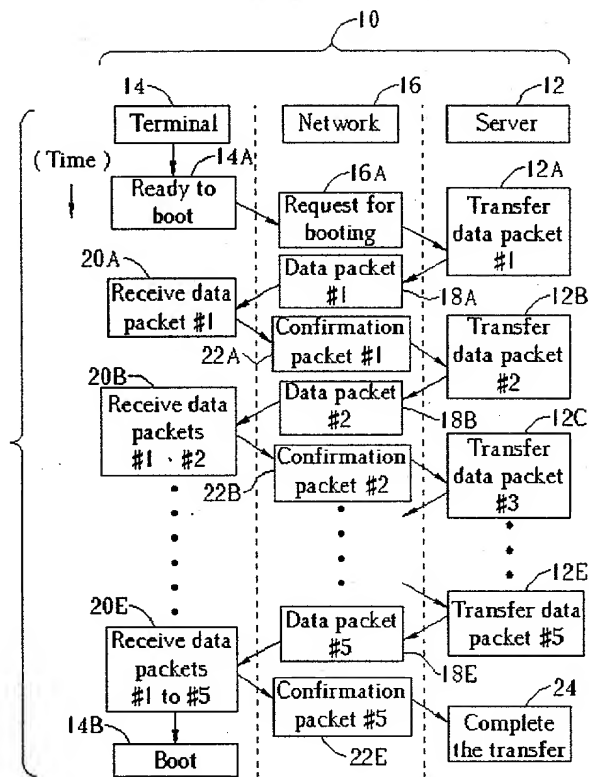 10
14
16
12
Terminal
Network
Server
(Time)
14A
Ready to
boot
16A
Request for
booting
12A
Transfer
data packet
#1
20A
Receive data
packet #1
Data packet
#1
18A
22A
Confirmation
packet #1
12B
Transfer
data packet
#2
20B
Receive data
packets
#1 、 #2
Data packet
#2
18B
22B
Confirmation
packet #2
12C
Transfer
data packet
#3
12E
Transfer data
packet #5
20E
Receive data
packets
#1 to #5
Data packet
#5
18E
Confirmation
packet #5
22E
24
Complete
the transfer
14B
Boot